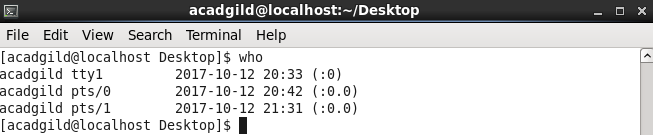 acadgild@localhost:~/Desktop
File Edit View Search Terminal Help
[acadgild@localhost Desktop]$ who
acadgild tty1         2017-10-12 20:33 (:0)
acadgild pts/0        2017-10-12 20:42 (:0.0)
acadgild pts/1        2017-10-12 21:31 (:0.0)
[acadgild@localhost Desktop]$